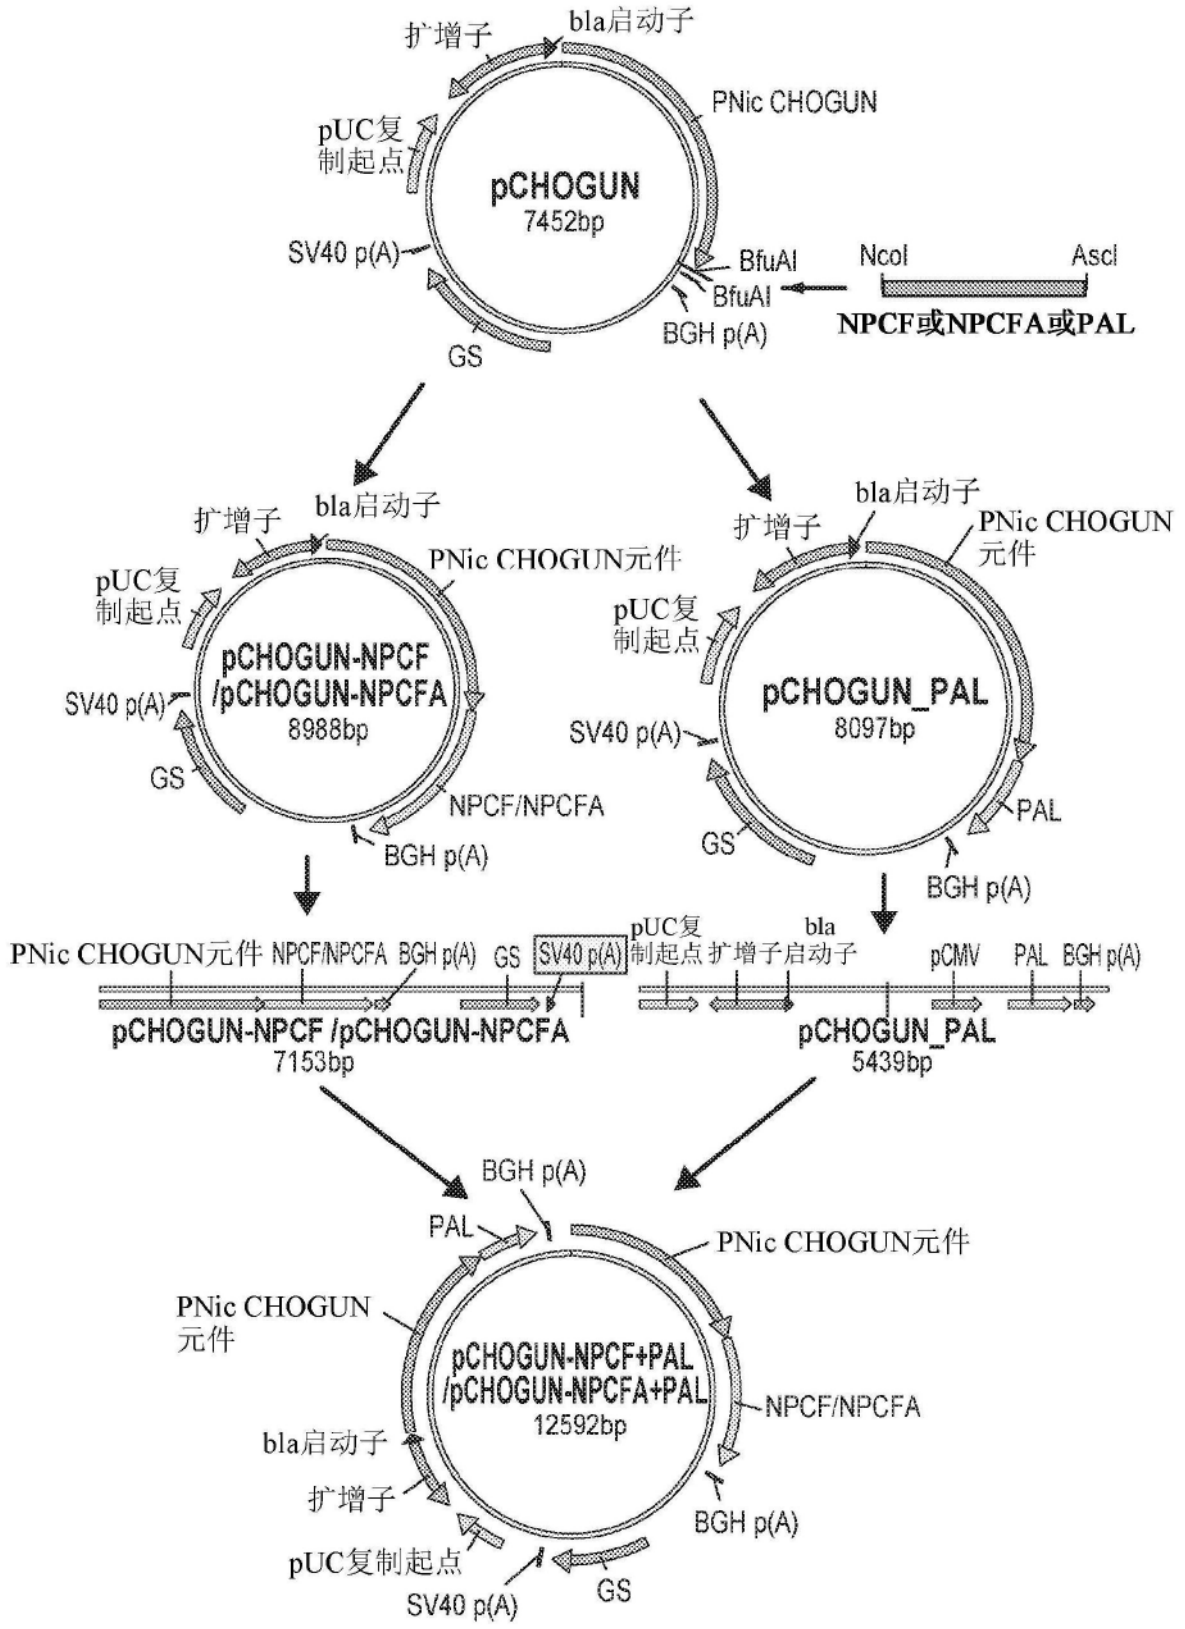 扩增子
bla启动子
PNic CHOGUN
pUC复
制起点
pCHOGUN
7452bp
SV40 p(A)
BfuAI
BfuAI
BGH p(A)
GS
NcoI
AscI
NPCF或NPCFA或PAL
扩增子
bla启动子
PNic CHOGUN元件
pUC复
制起点
pCHOGUN-NPCF
/pCHOGUN-NPCFA
8988bp
SV40 p(A)
GS
NPCF/NPCFA
BGH p(A)
扩增子
bla启动子
PNic CHOGUN
元件
pUC复
制起点
pCHOGUN_PAL
8097bp
SV40 p(A)
GS
PAL
BGH p(A)
PNic CHOGUN元件
NPCF/NPCFA
BGH p(A)
GS
SV40 p(A)
pCHOGUN-NPCF /pCHOGUN-NPCFA
7153bp
pUC复
制起点
扩增子
bla
启动子
pCMV
PAL
BGH p(A)
pCHOGUN_PAL
5439bp
BGH p(A)
PAL
PNic CHOGUN元件
PNic CHOGUN
元件
pCHOGUN-NPCF+PAL
/pCHOGUN-NPCFA+PAL
12592bp
NPCF/NPCFA
bla启动子
扩增子
BGH p(A)
pUC复制起点
SV40 p(A)
GS